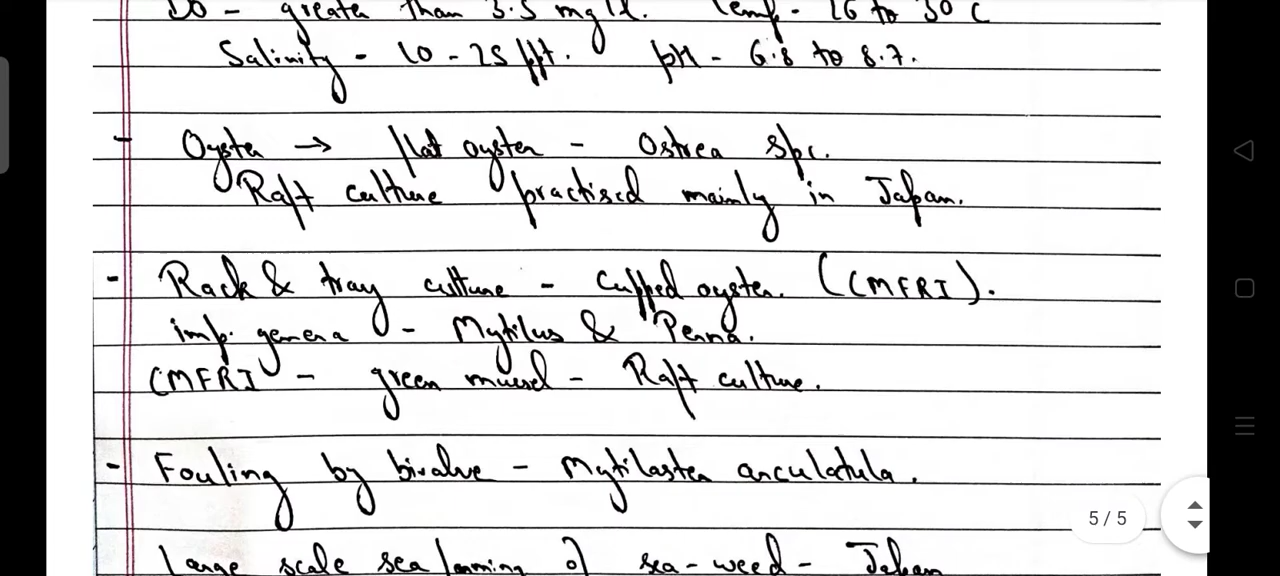 DO - greater than 3.5 mg/l. Temp - 26 to 30 C
Salinity - 10 - 25 ppt. pH - 6.8 to 8.7.
- Oyster → flat oyster - Ostrea spc.
Raft culture practised mainly in Japan.
- Rack & tray culture - cupped oyster. (CMFRI).
imp. genera - Mytilus & Perna.
CMFRI - green mussel - Raft culture.
- Fouling by bivalve - Mytilaster arculatula.
Large scale sea farming of sea-weed - Japan
5 / 5